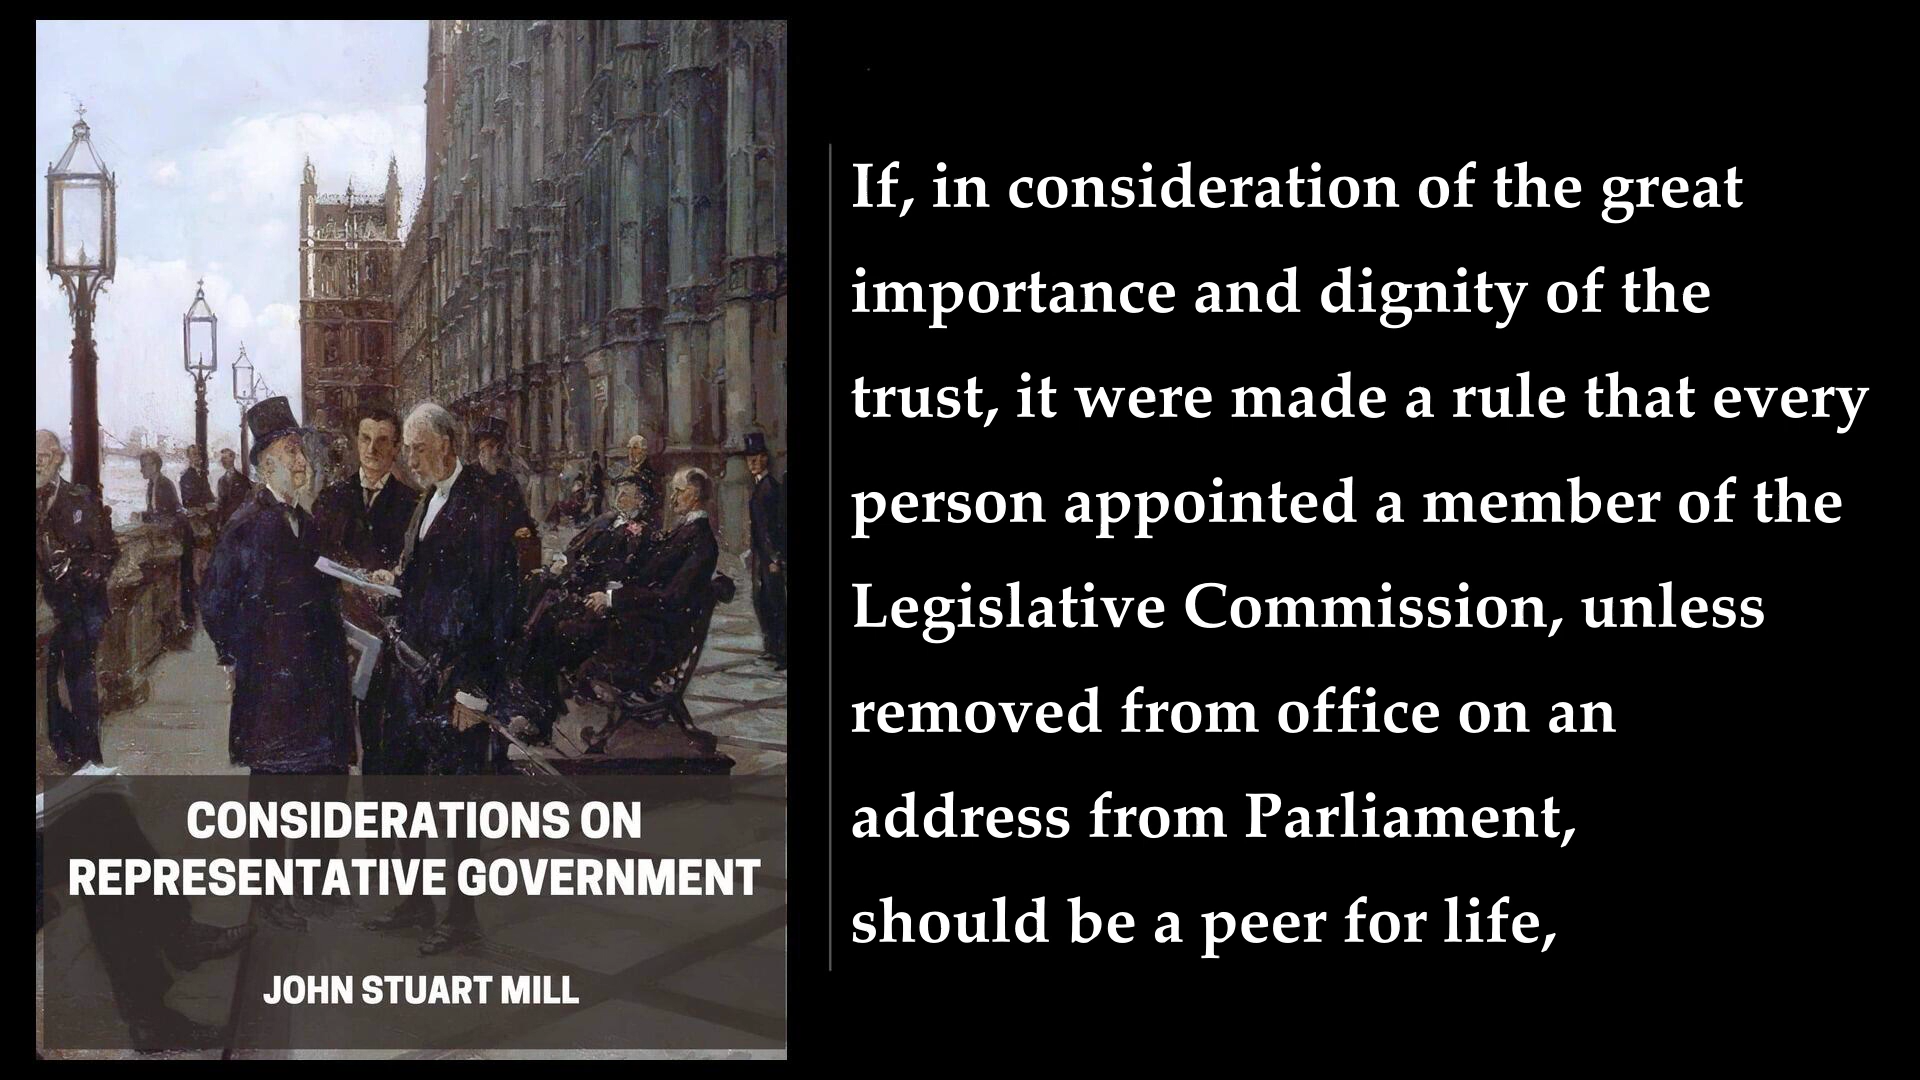 CONSIDERATIONS ON
REPRESENTATIVE GOVERNMENT
JOHN STUART MILL
If, in consideration of the great
importance and dignity of the
trust, it were made a rule that every
person appointed a member of the
Legislative Commission, unless
removed from office on an
address from Parliament,
should be a peer for life,